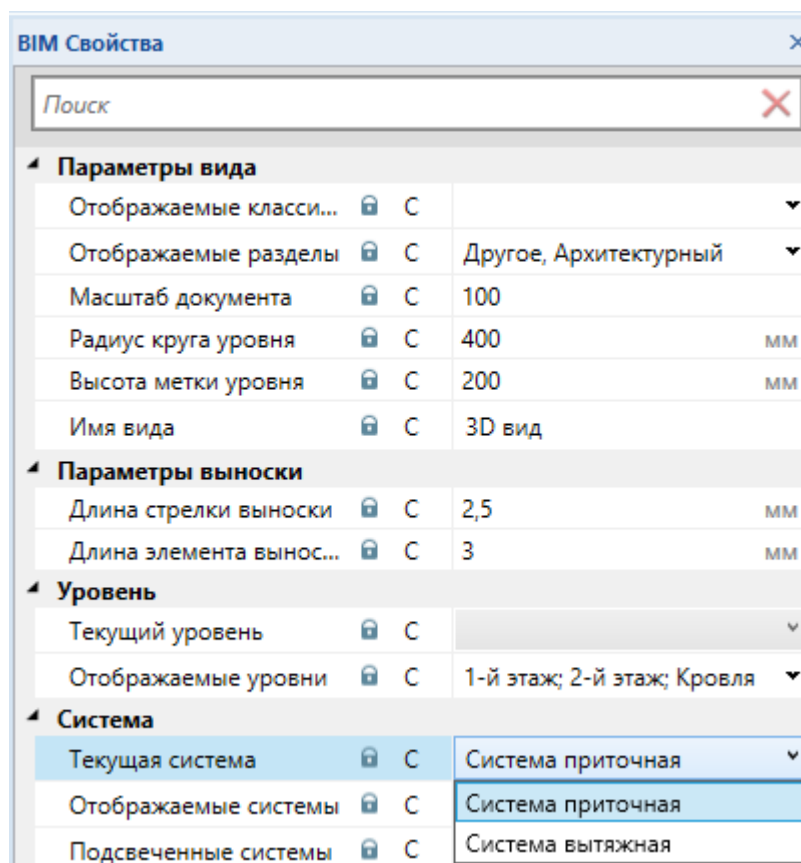 BIM Свойства
Поиск
Параметры вида
Отображаемые класси... С
Отображаемые разделы С Другое, Архитектурный
Масштаб документа С 100
Радиус круга уровня С 400 мм
Высота метки уровня С 200 мм
Имя вида С 3D вид
Параметры выноски
Длина стрелки выноски С 2,5 мм
Длина элемента вынос... С 3 мм
Уровень
Текущий уровень С
Отображаемые уровни С 1-й этаж; 2-й этаж; Кровля
Система
Текущая система С Система приточная
Отображаемые системы С Система приточная
Подсвеченные системы С Система вытяжная